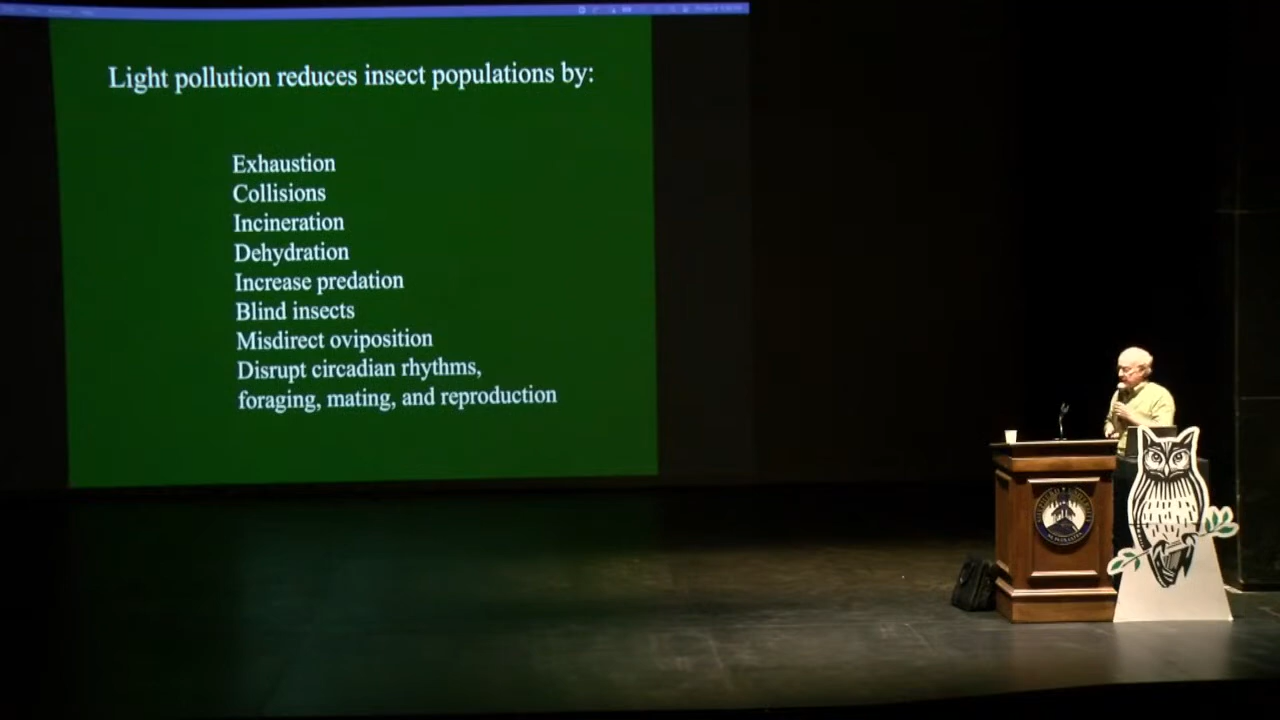 Light pollution reduces insect populations by:
Exhaustion
Collisions
Incineration
Dehydration
Increase predation
Blind insects
Misdirect oviposition
Disrupt circadian rhythms,
foraging, mating, and reproduction